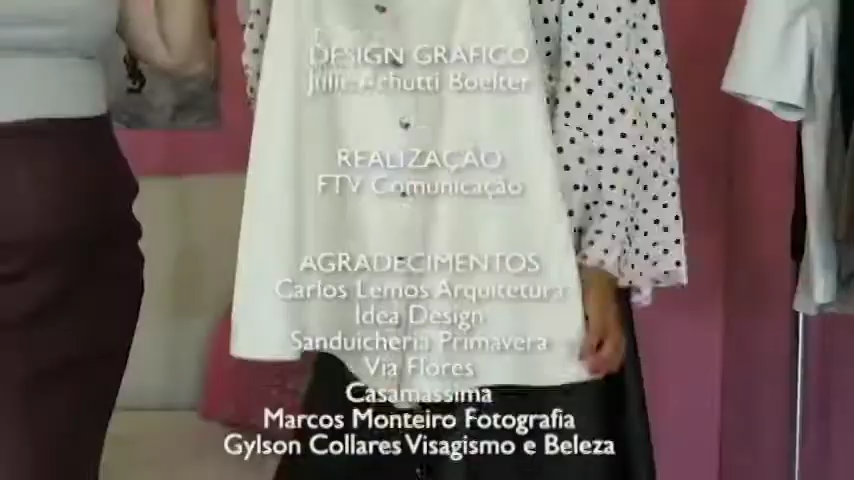 DESIGN GRÁFICO
Julie Achutti Boelter
REALIZAÇÃO
FTV Comunicação
AGRADECIMENTOS
Carlos Lemos Arquitetura
Idea Design
Sanduicheria Primavera
Via Flores
Casamassima
Marcos Monteiro Fotografia
Gylson Collares Visagismo e Beleza